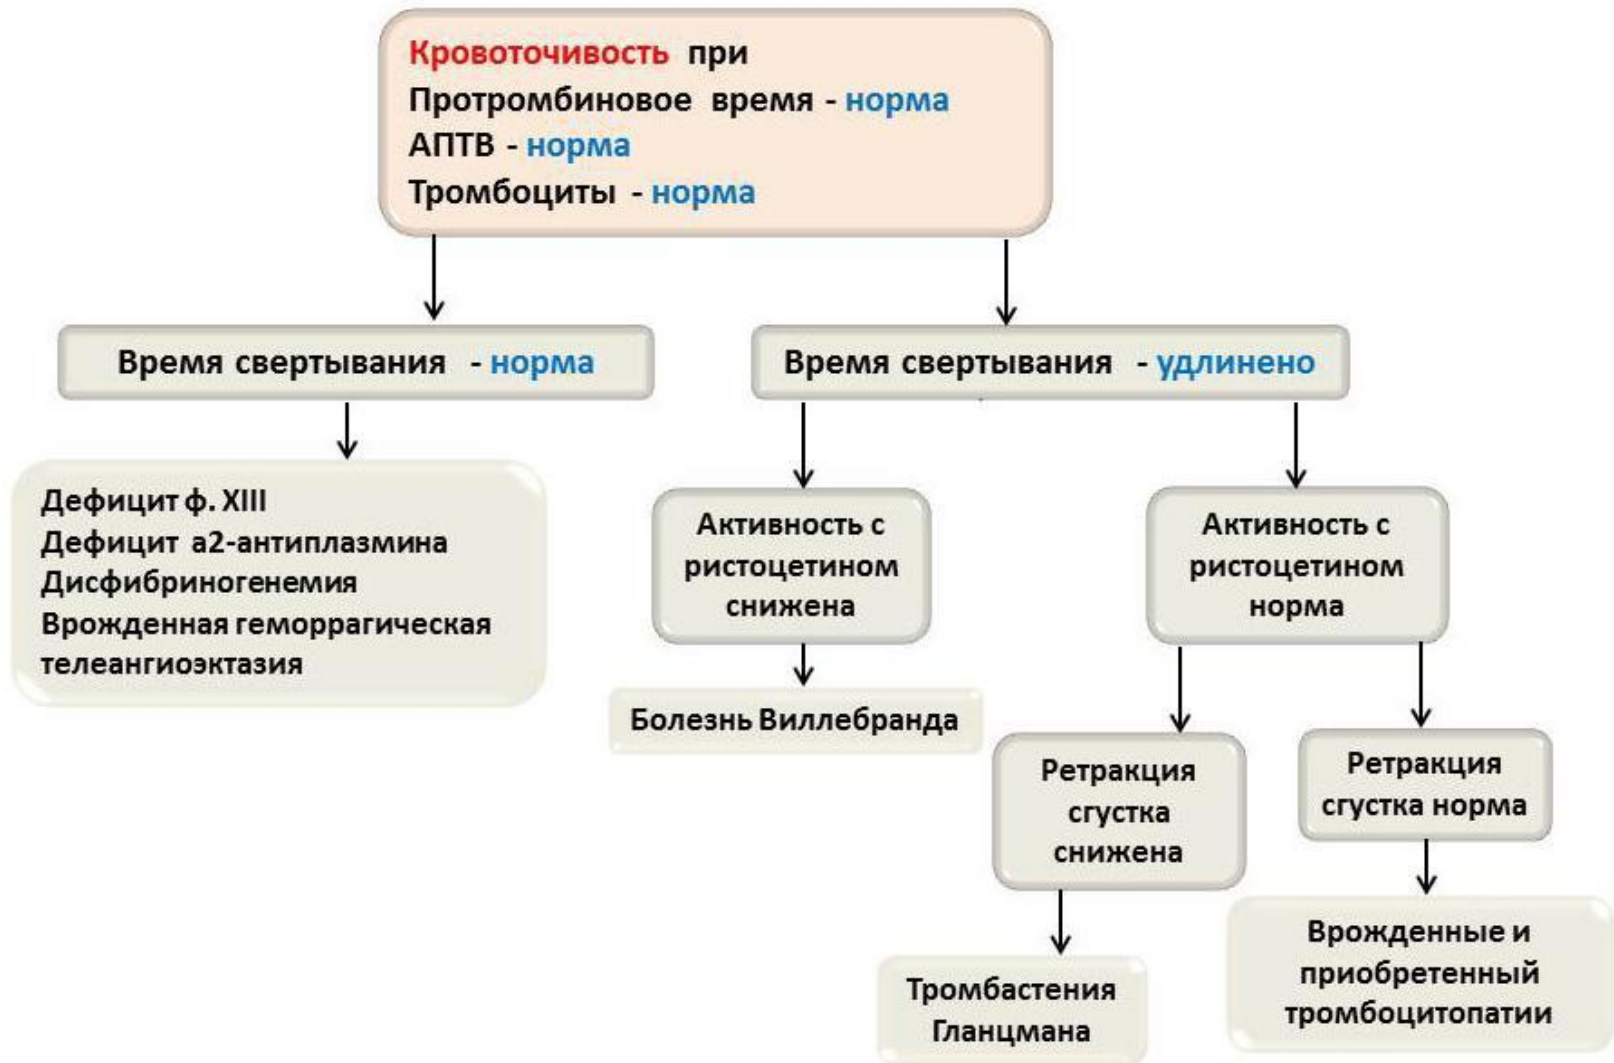 Кровоточивость при
Протромбиновое время - норма
АПТВ - норма
Тромбоциты - норма
Время свертывания - норма
Время свертывания - удлинено
Дефицит ф. XIII
Дефицит а2-антиплазмина
Дисфибриногенемия
Врожденная геморрагическая
телеангиоэктазия
Активность с
ристоцетином
снижена
Активность с
ристоцетином
норма
Болезнь Виллебранда
Ретракция
сгустка
снижена
Ретракция
сгустка норма
Тромбастения
Гланцмана
Врожденные и
приобретенный
тромбоцитопатии